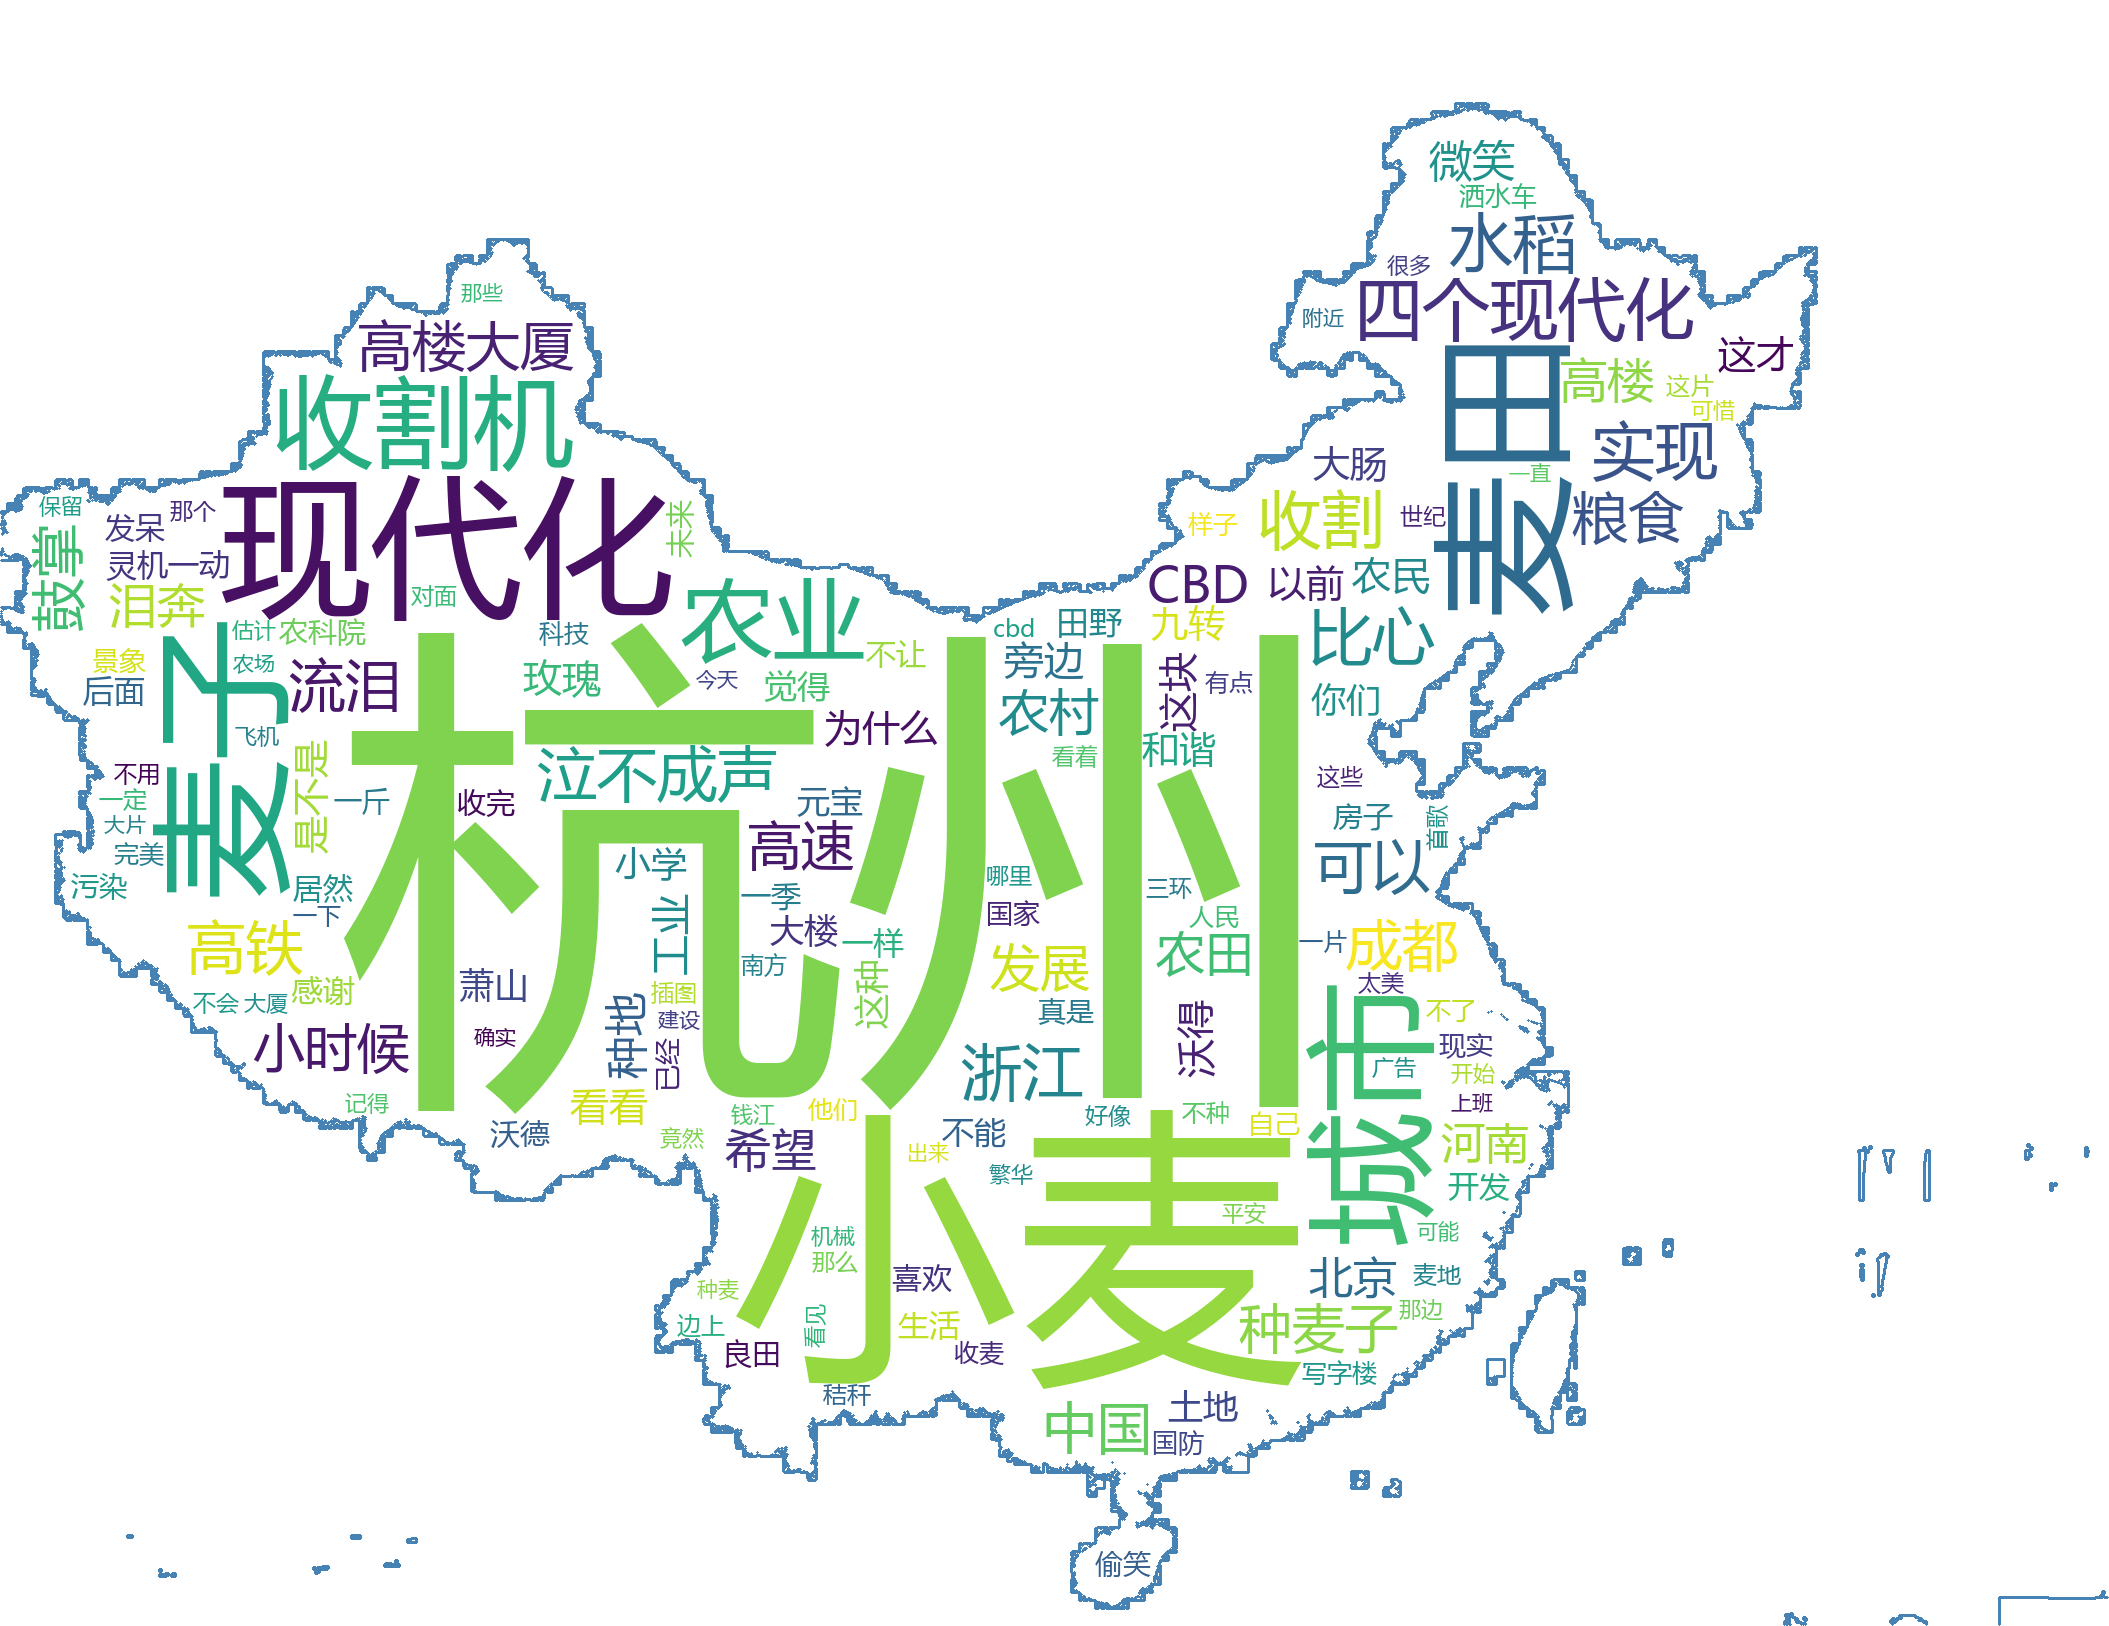 微笑
洒水车
水稻
很多
那些
四个现代化
附近
高楼大厦
这才
高楼
这片
可惜
麦田
收割机
实现
大肠
一直
粮食
收割
世纪
样子
保留
那个
发呆
现代化
未来
鼓掌
灵机一动
CBD
以前
农民
泪奔
对面
农业
九转
比心
估计
农科院
科技
cbd
田野
景象
农场
流泪
玫瑰
今天
觉得
不让
旁边
这块
有点
你们
后面
麦子
飞机
为什么
农村
看着
和谐
杭州
泣不成声
不用
是不是
这些
一定
一斤
收完
元宝
房子
首歌
大片
完美
高速
可以
污染
居然
小学
一季
哪里
三环
一下
工业
大楼
国家
人民
高铁
一样
农田
一片
成都
萧山
南方
发展
太美
感谢
插图
这种
真是
不了
不会
大厦
种地
建设
沃得
城市
现实
小时候
确实
已经
浙江
广告
开始
记得
看看
钱江
他们
好像
不种
自己
上班
沃德
竟然
希望
出来
不能
河南
繁华
开发
小麦
平安
可能
机械
那么
喜欢
北京
麦地
种麦
边上
看见
生活
种麦子
那边
良田
收麦
写字楼
秸秆
土地
中国
国防
偷笑